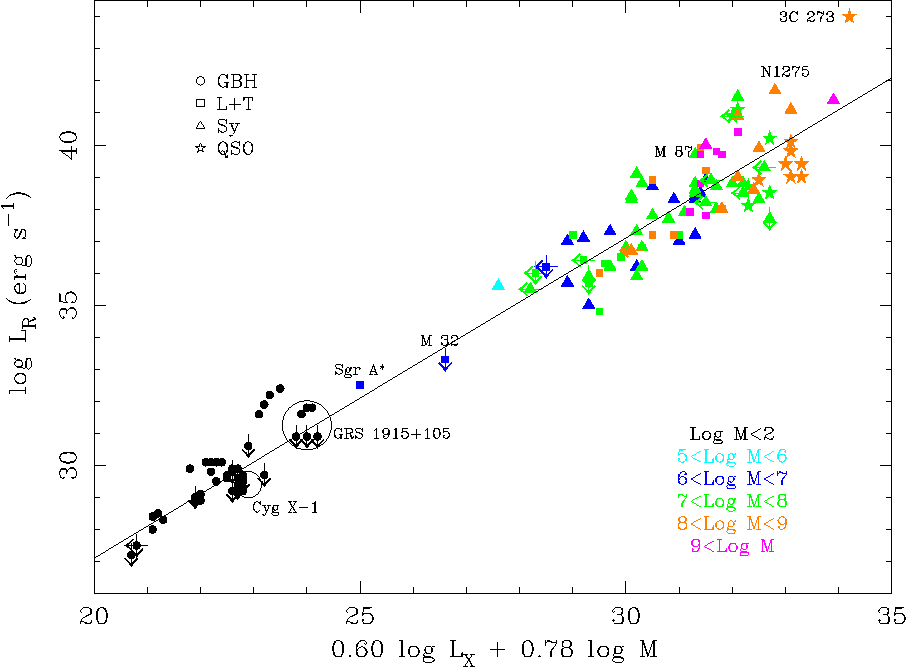 3C 273
N1275
GBH
L+T
Sy
QSO
M 87
M 32
Sgr A*
GRS 1915+105
Cyg X-1
Log M<2
5<Log M<6
6<Log M<7
7<Log M<8
8<Log M<9
9<Log M
40
35
30
log L_R (erg s^-1)
20 25 30 35
0.60 log L_X + 0.78 log M